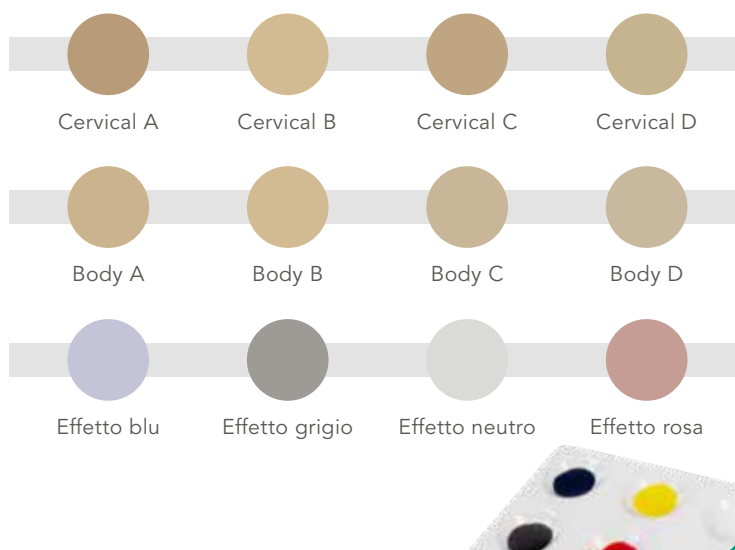 Cervical A Cervical B Cervical C Cervical D
Body A Body B Body C Body D
Effetto blu Effetto grigio Effetto neutro Effetto rosa